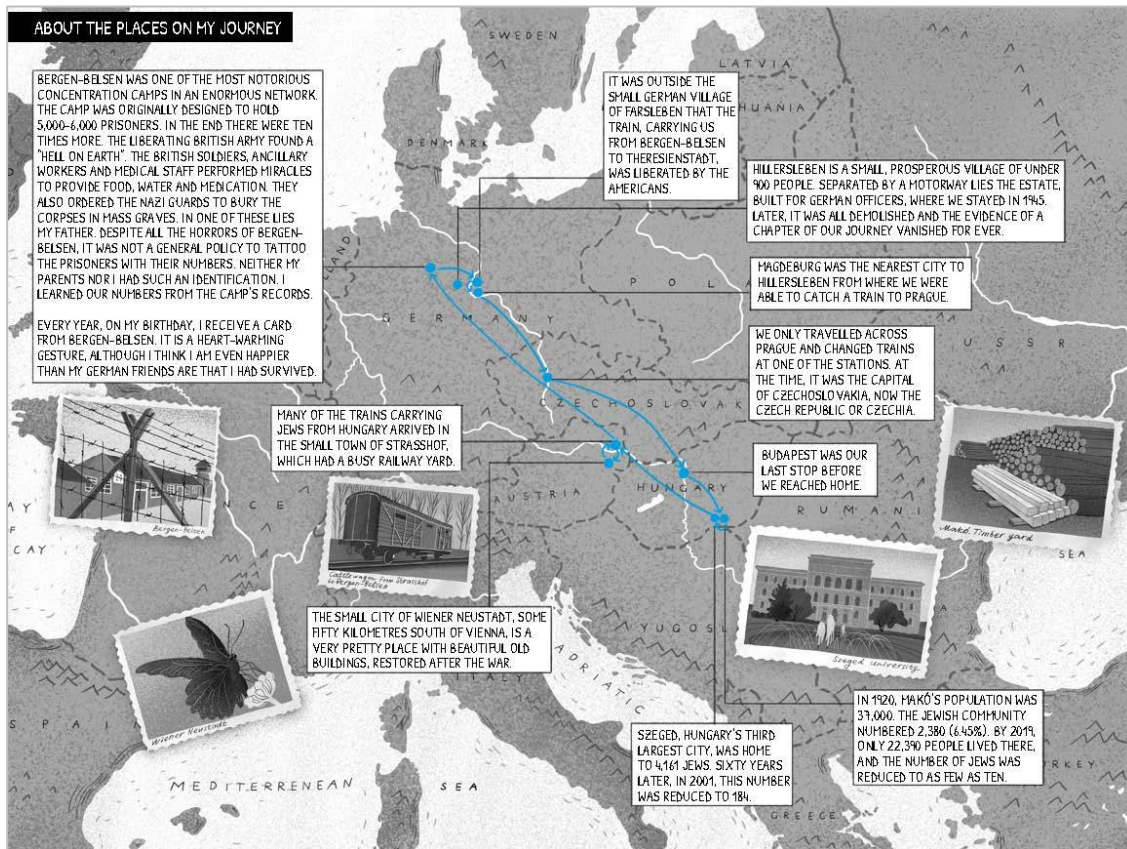 ABOUT THE PLACES ON MY JOURNEY
BERGEN-BELSEN WAS ONE OF THE MOST NOTORIOUS
CONCENTRATION CAMPS IN AN ENORMOUS NETWORK.
THE CAMP WAS ORIGINALLY DESIGNED TO HOLD
5,000-6,000 PRISONERS. IN THE END THERE WERE TEN
TIMES MORE. THE LIBERATING BRITISH ARMY FOUND A
"HELL ON EARTH". THE BRITISH SOLDIERS, ANCILLARY
WORKERS AND MEDICAL STAFF PERFORMED MIRACLES
TO PROVIDE FOOD, WATER AND MEDICATION. THEY
ALSO ORDERED THE NAZI GUARDS TO BURY THE
CORPSES IN MASS GRAVES. IN ONE OF THESE LIES
MY FATHER. DESPITE ALL THE HORRORS OF BERGEN-
BELSEN, IT WAS NOT A GENERAL POLICY TO TATTOO
THE PRISONERS WITH THEIR NUMBERS. NEITHER MY
PARENTS NOR I HAD SUCH AN IDENTIFICATION. I
LEARNED OUR NUMBERS FROM THE CAMP'S RECORDS.
EVERY YEAR, ON MY BIRTHDAY, I RECEIVE A CARD
FROM BERGEN-BELSEN. IT IS A HEART-WARMING
GESTURE, ALTHOUGH I THINK I AM EVEN HAPPIER
THAN MY GERMAN FRIENDS ARE THAT I HAD SURVIVED.
IT WAS OUTSIDE THE
SMALL GERMAN VILLAGE
OF FARSLEBEN THAT THE
TRAIN, CARRYING US
FROM BERGEN-BELSEN
TO THERESIENSTADT,
WAS LIBERATED BY THE
AMERICANS.
HILLERSLEBEN IS A SMALL, PROSPEROUS VILLAGE OF UNDER
900 PEOPLE. SEPARATED BY A MOTORWAY LIES THE ESTATE,
BUILT FOR GERMAN OFFICERS, WHERE WE STAYED IN 1945.
LATER, IT WAS ALL DEMOLISHED AND THE EVIDENCE OF A
CHAPTER OF OUR JOURNEY VANISHED FOR EVER.
MAGDEBURG WAS THE NEAREST CITY TO
HILLERSLEBEN FROM WHERE WE WERE
ABLE TO CATCH A TRAIN TO PRAGUE.
WE ONLY TRAVELLED ACROSS
PRAGUE AND CHANGED TRAINS
AT ONE OF THE STATIONS. AT
THE TIME, IT WAS THE CAPITAL
OF CZECHOSLOVAKIA, NOW THE
CZECH REPUBLIC OR CZECHIA.
MANY OF THE TRAINS CARRYING
JEWS FROM HUNGARY ARRIVED IN
THE SMALL TOWN OF STRASSHOF,
WHICH HAD A BUSY RAILWAY YARD.
BUDAPEST WAS OUR
LAST STOP BEFORE
WE REACHED HOME.
THE SMALL CITY OF WIENER NEUSTADT, SOME
FIFTY KILOMETRES SOUTH OF VIENNA, IS A
VERY PRETTY PLACE WITH BEAUTIFUL OLD
BUILDINGS, RESTORED AFTER THE WAR.
SZEGED, HUNGARY'S THIRD
LARGEST CITY, WAS HOME
TO 4,161 JEWS. SIXTY YEARS
LATER, IN 2001, THIS NUMBER
WAS REDUCED TO 184.
IN 1920, MAKÓ'S POPULATION WAS
37,000. THE JEWISH COMMUNITY
NUMBERED 2,380 (6.45%). BY 2019,
ONLY 22,390 PEOPLE LIVED THERE,
AND THE NUMBER OF JEWS WAS
REDUCED TO AS FEW AS TEN.
Bergen-Belsen
Cattlewagon from Strasshof
to Bergen-Belsen
Wiener Neustadt
Makó. Timber yard
Szeged University
SWEDEN
LATVIA
HUANIA
DENMARK
LLAND
GERMANY
POLA
USSR
CZECHOSLOVAK
NCE
AUSTRIA
HUNGARY
RUMANI
AY
OF
CAY
SEA
YUGOSL
ADRIATIC
ITALY
SPAIN
MEDITERRENEAN
SEA
TURKEY
GREECE